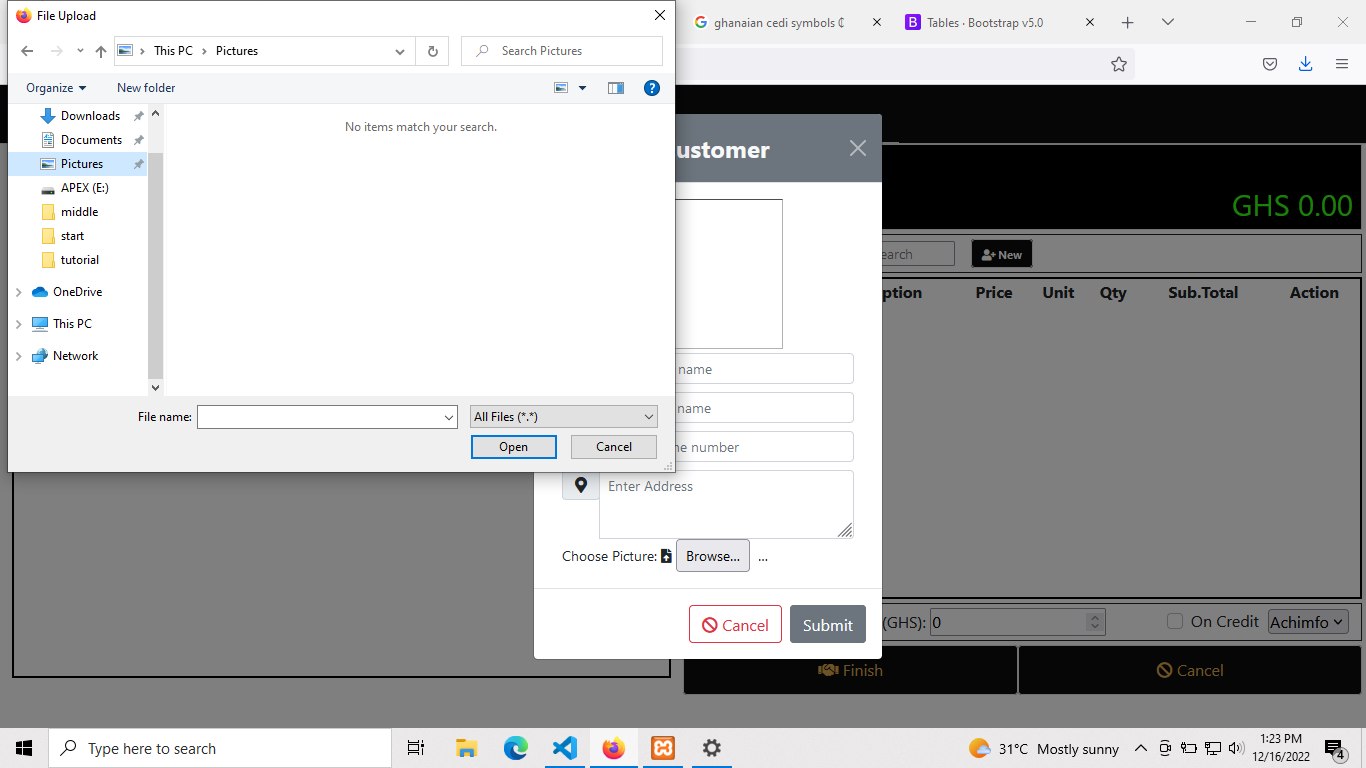 File Upload
ghanaian cedi symbols ₵
Tables · Bootstrap v5.0
This PC
Pictures
Search Pictures
Organize
New folder
Downloads
Documents
Pictures
APEX (E:)
middle
start
tutorial
OneDrive
This PC
Network
No items match your search.
File name:
All Files (*.*)
Open
Cancel
ustomer
GHS 0.00
earch
New
ption Price Unit Qty Sub.Total Action
name
name
ne number
Enter Address
Choose Picture:
Browse...
...
Cancel
Submit
(GHS):
0
On Credit
Achimfo
Finish
Cancel
Type here to search
31°C Mostly sunny
1:23 PM
12/16/2022
4